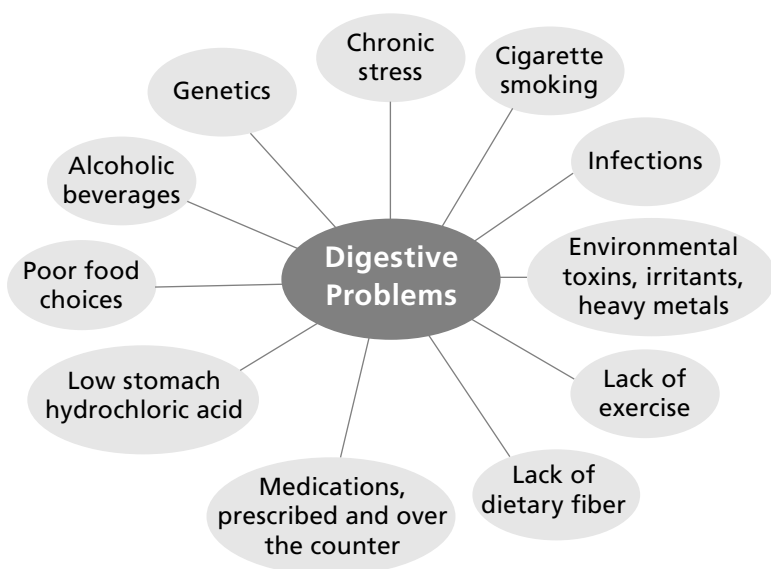 Chronic
stress
Cigarette
smoking
Genetics
Infections
Alcoholic
beverages
Digestive
Problems
Environmental
toxins, irritants,
heavy metals
Poor food
choices
Low stomach
hydrochloric acid
Lack of
exercise
Medications,
prescribed and over
the counter
Lack of
dietary fiber